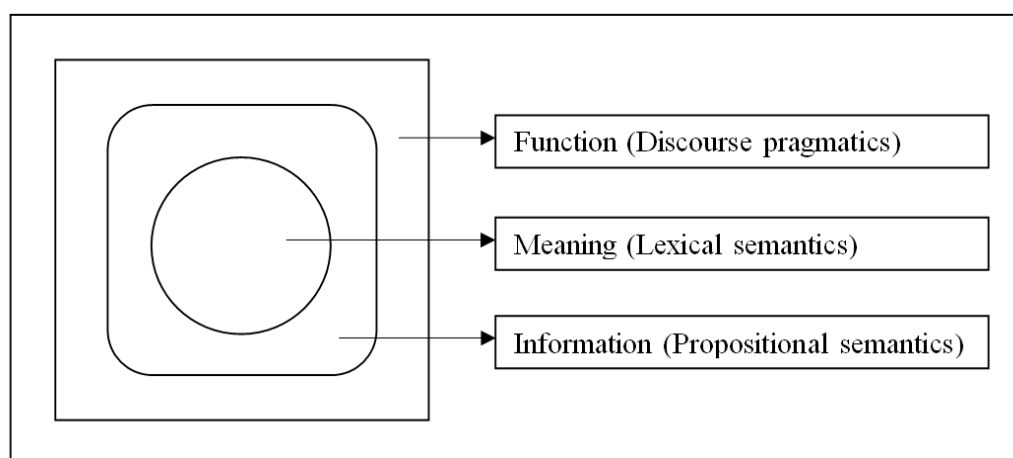 Function (Discourse pragmatics)
Meaning (Lexical semantics)
Information (Propositional semantics)